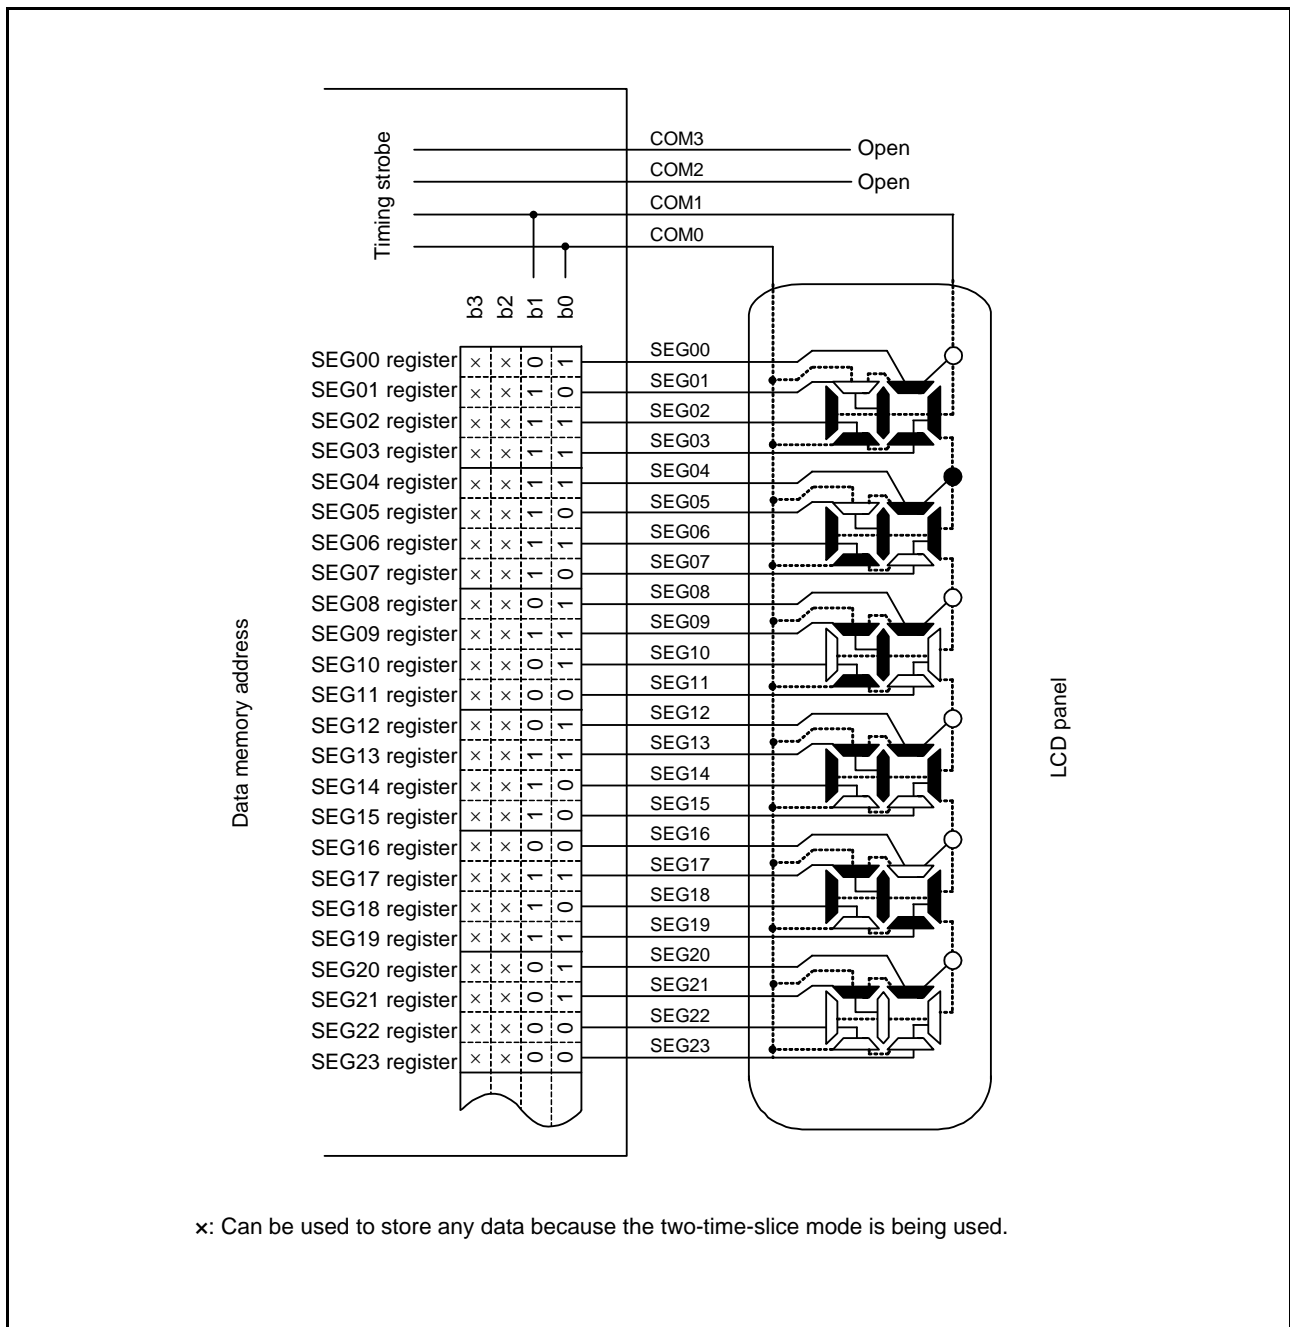 Timing strobe
COM3
Open
COM2
Open
COM1
COM0
b3 b2 b1 b0
SEG00 register × × 0 1 SEG00
SEG01 register × × 1 0 SEG01
SEG02 register × × 1 1 SEG02
SEG03 register × × 1 1 SEG03
SEG04 register × × 1 1 SEG04
SEG05 register × × 1 0 SEG05
SEG06 register × × 1 1 SEG06
SEG07 register × × 1 0 SEG07
SEG08 register × × 0 1 SEG08
SEG09 register × × 1 1 SEG09
SEG10 register × × 0 1 SEG10
SEG11 register × × 0 0 SEG11
SEG12 register × × 0 1 SEG12
SEG13 register × × 1 1 SEG13
SEG14 register × × 1 0 SEG14
SEG15 register × × 1 0 SEG15
SEG16 register × × 0 0 SEG16
SEG17 register × × 1 1 SEG17
SEG18 register × × 1 0 SEG18
SEG19 register × × 1 1 SEG19
SEG20 register × × 0 1 SEG20
SEG21 register × × 0 1 SEG21
SEG22 register × × 0 0 SEG22
SEG23 register × × 0 0 SEG23
Data memory address
LCD panel
×: Can be used to store any data because the two-time-slice mode is being used.